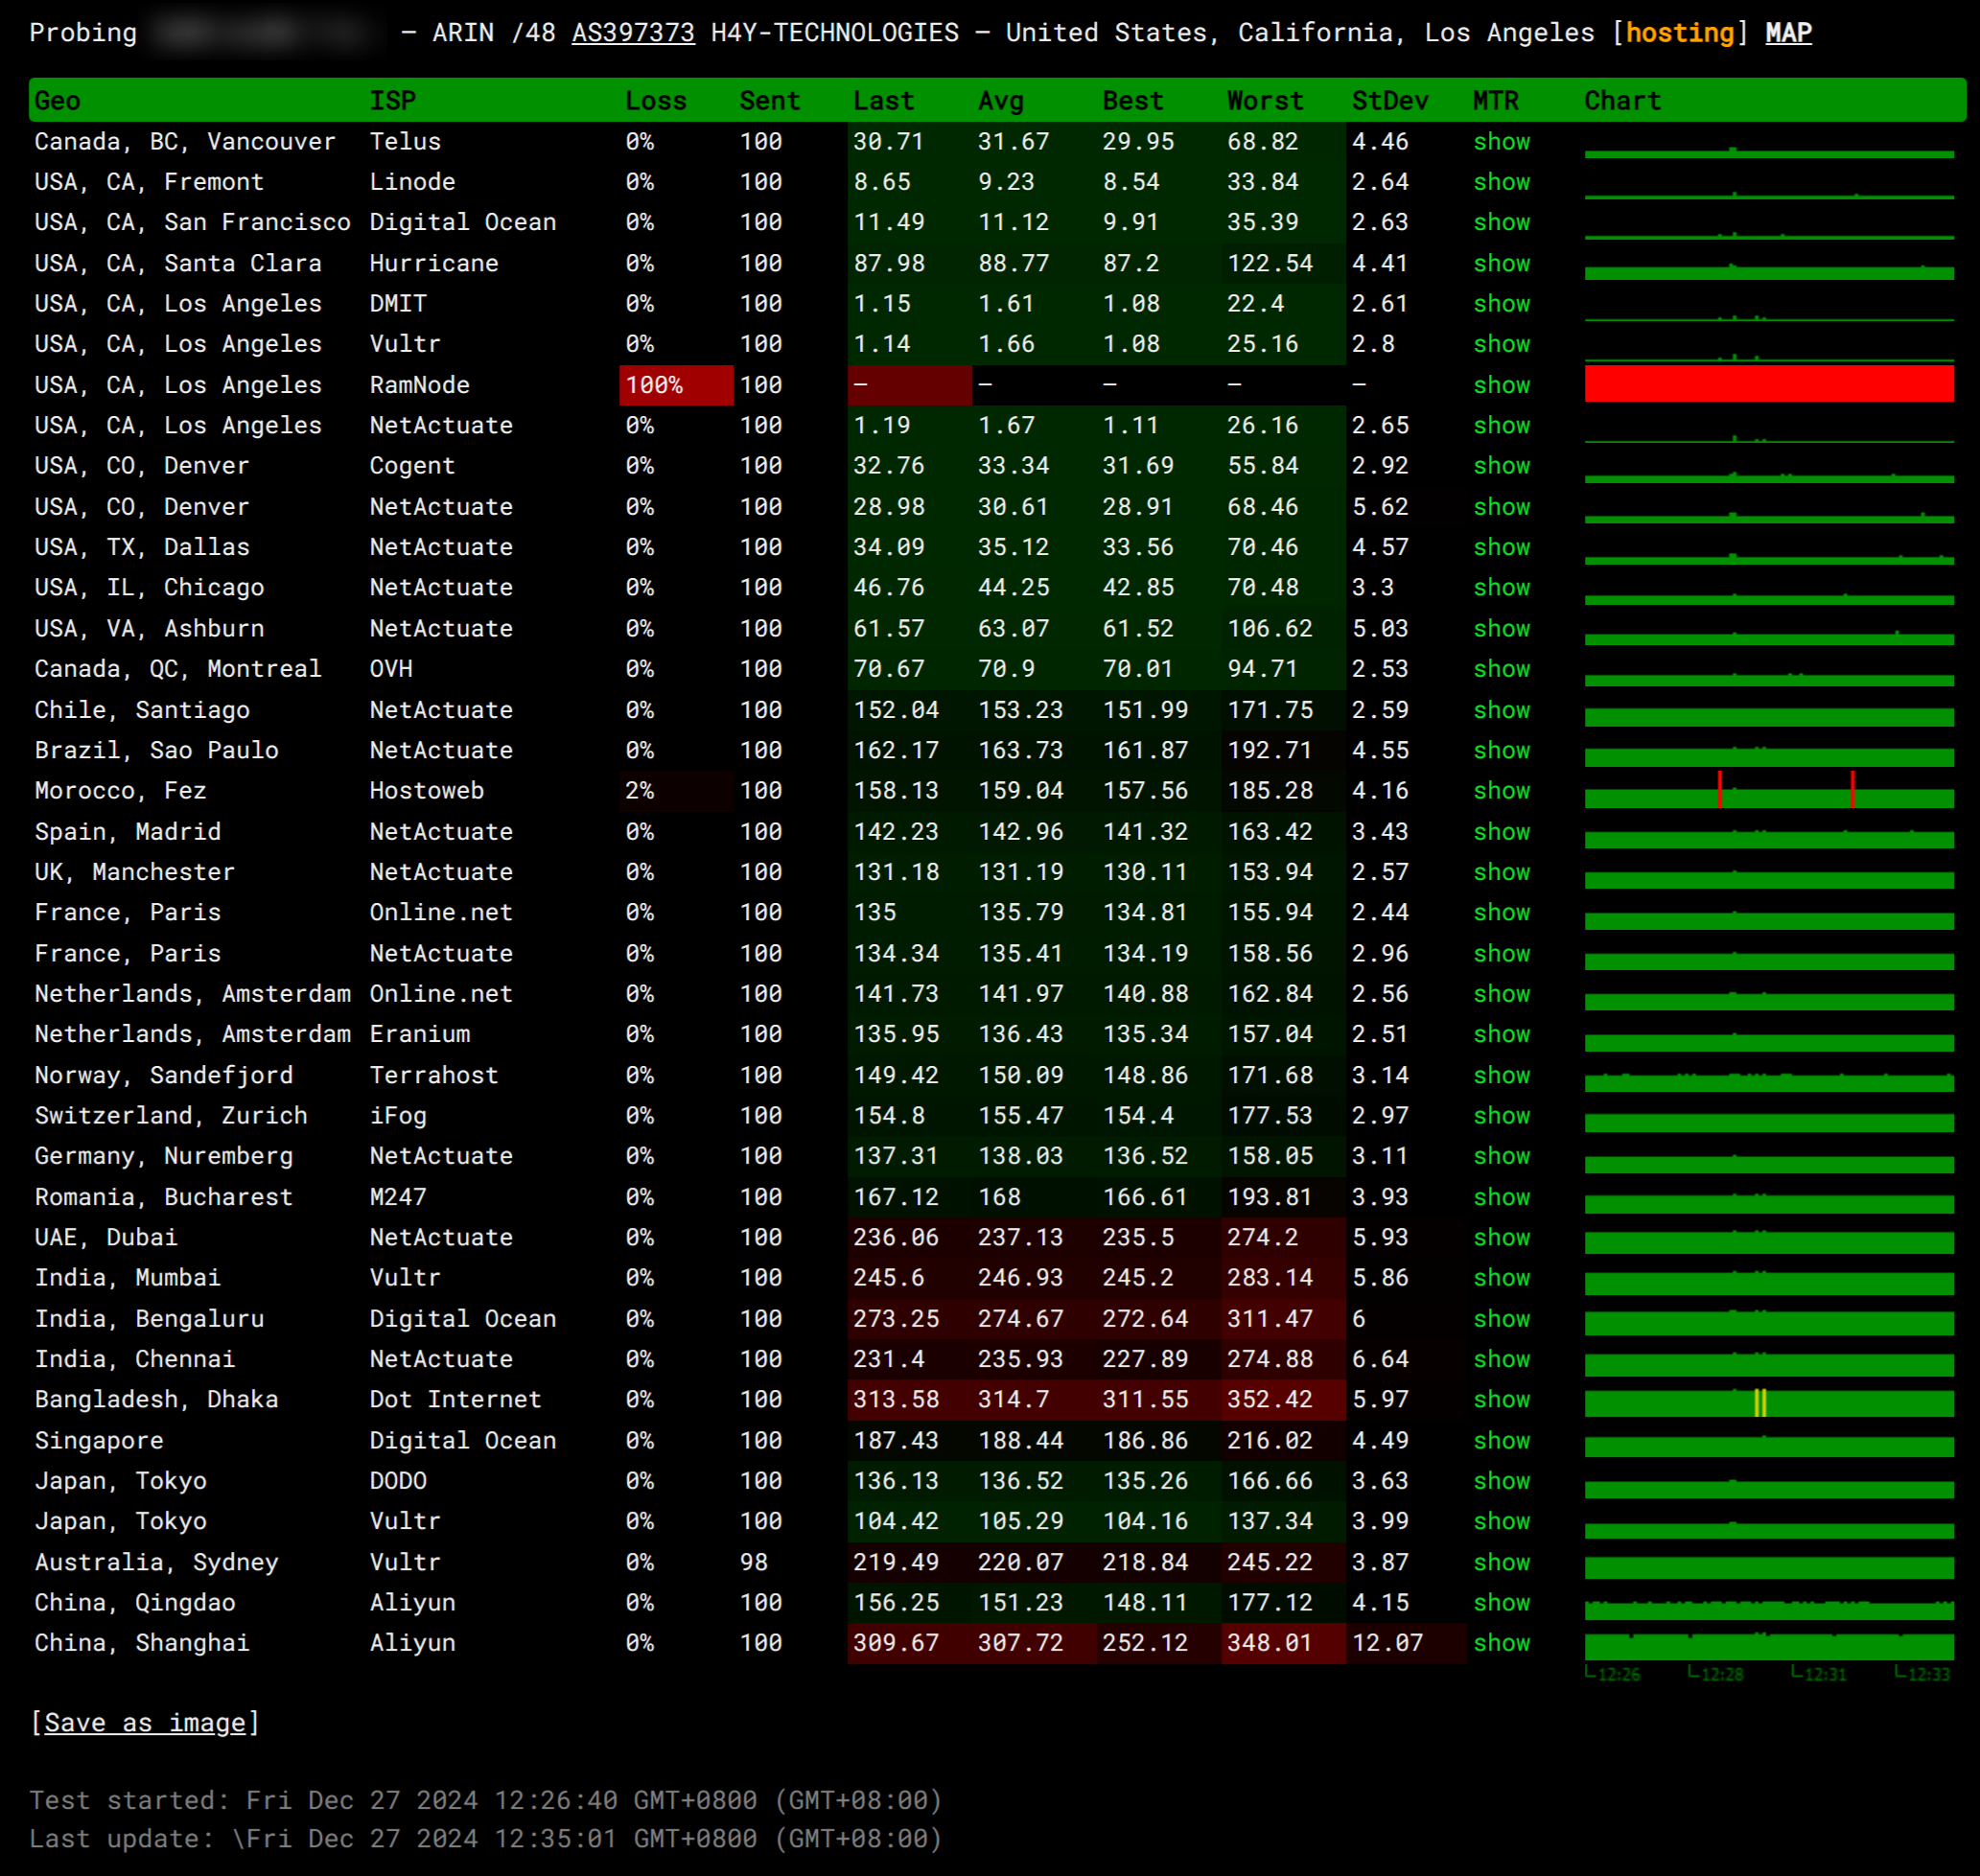 Probing — ARIN /48 AS397373 H4Y-TECHNOLOGIES — United States, California, Los Angeles [hosting] MAP
Geo ISP Loss Sent Last Avg Best Worst StDev MTR Chart
Canada, BC, Vancouver Telus 0% 100 30.71 31.67 29.95 68.82 4.46 show
USA, CA, Fremont Linode 0% 100 8.65 9.23 8.54 33.84 2.64 show
USA, CA, San Francisco Digital Ocean 0% 100 11.49 11.12 9.91 35.39 2.63 show
USA, CA, Santa Clara Hurricane 0% 100 87.98 88.77 87.2 122.54 4.41 show
USA, CA, Los Angeles DMIT 0% 100 1.15 1.61 1.08 22.4 2.61 show
USA, CA, Los Angeles Vultr 0% 100 1.14 1.66 1.08 25.16 2.8 show
USA, CA, Los Angeles RamNode 100% 100 — — — — — show
USA, CA, Los Angeles NetActuate 0% 100 1.19 1.67 1.11 26.16 2.65 show
USA, CO, Denver Cogent 0% 100 32.76 33.34 31.69 55.84 2.92 show
USA, CO, Denver NetActuate 0% 100 28.98 30.61 28.91 68.46 5.62 show
USA, TX, Dallas NetActuate 0% 100 34.09 35.12 33.56 70.46 4.57 show
USA, IL, Chicago NetActuate 0% 100 46.76 44.25 42.85 70.48 3.3 show
USA, VA, Ashburn NetActuate 0% 100 61.57 63.07 61.52 106.62 5.03 show
Canada, QC, Montreal OVH 0% 100 70.67 70.9 70.01 94.71 2.53 show
Chile, Santiago NetActuate 0% 100 152.04 153.23 151.99 171.75 2.59 show
Brazil, Sao Paulo NetActuate 0% 100 162.17 163.73 161.87 192.71 4.55 show
Morocco, Fez Hostoweb 2% 100 158.13 159.04 157.56 185.28 4.16 show
Spain, Madrid NetActuate 0% 100 142.23 142.96 141.32 163.42 3.43 show
UK, Manchester NetActuate 0% 100 131.18 131.19 130.11 153.94 2.57 show
France, Paris Online.net 0% 100 135 135.79 134.81 155.94 2.44 show
France, Paris NetActuate 0% 100 134.34 135.41 134.19 158.56 2.96 show
Netherlands, Amsterdam Online.net 0% 100 141.73 141.97 140.88 162.84 2.56 show
Netherlands, Amsterdam Eranium 0% 100 135.95 136.43 135.34 157.04 2.51 show
Norway, Sandefjord Terrahost 0% 100 149.42 150.09 148.86 171.68 3.14 show
Switzerland, Zurich iFog 0% 100 154.8 155.47 154.4 177.53 2.97 show
Germany, Nuremberg NetActuate 0% 100 137.31 138.03 136.52 158.05 3.11 show
Romania, Bucharest M247 0% 100 167.12 168 166.61 193.81 3.93 show
UAE, Dubai NetActuate 0% 100 236.06 237.13 235.5 274.2 5.93 show
India, Mumbai Vultr 0% 100 245.6 246.93 245.2 283.14 5.86 show
India, Bengaluru Digital Ocean 0% 100 273.25 274.67 272.64 311.47 6 show
India, Chennai NetActuate 0% 100 231.4 235.93 227.89 274.88 6.64 show
Bangladesh, Dhaka Dot Internet 0% 100 313.58 314.7 311.55 352.42 5.97 show
Singapore Digital Ocean 0% 100 187.43 188.44 186.86 216.02 4.49 show
Japan, Tokyo DODO 0% 100 136.13 136.52 135.26 166.66 3.63 show
Japan, Tokyo Vultr 0% 100 104.42 105.29 104.16 137.34 3.99 show
Australia, Sydney Vultr 0% 98 219.49 220.07 218.84 245.22 3.87 show
China, Qingdao Aliyun 0% 100 156.25 151.23 148.11 177.12 4.15 show
China, Shanghai Aliyun 0% 100 309.67 307.72 252.12 348.01 12.07 show
12:26 12:28 12:31 12:33
[Save as image]
Test started: Fri Dec 27 2024 12:26:40 GMT+0800 (GMT+08:00)
Last update: \Fri Dec 27 2024 12:35:01 GMT+0800 (GMT+08:00)